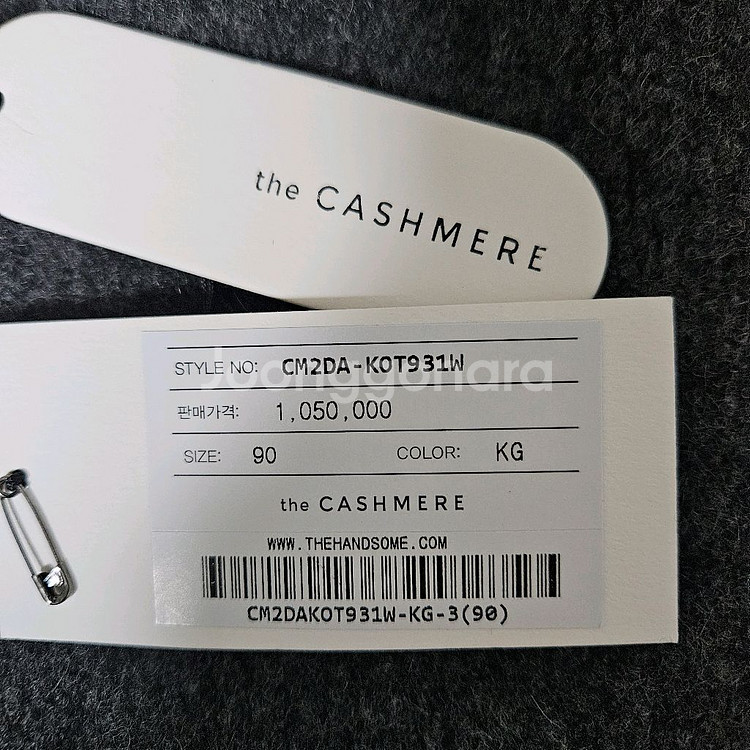 the CASHMERE
STYLE NO: CM2DA-KOT931W
Joonggonara
판매가격: 1,050,000
SIZE: 90 COLOR: KG
the CASHMERE
WWW.THEHANDSOME.COM
CM2DAKOT931W-KG-3(90)